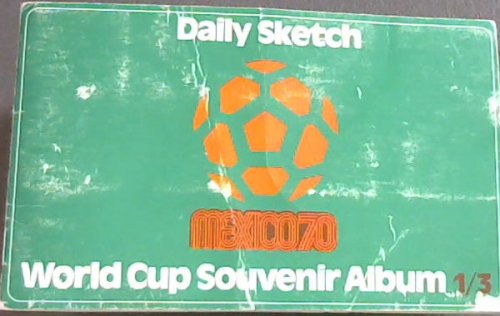 Daily Sketch
MEXICO70
World Cup Souvenir Album 1/3